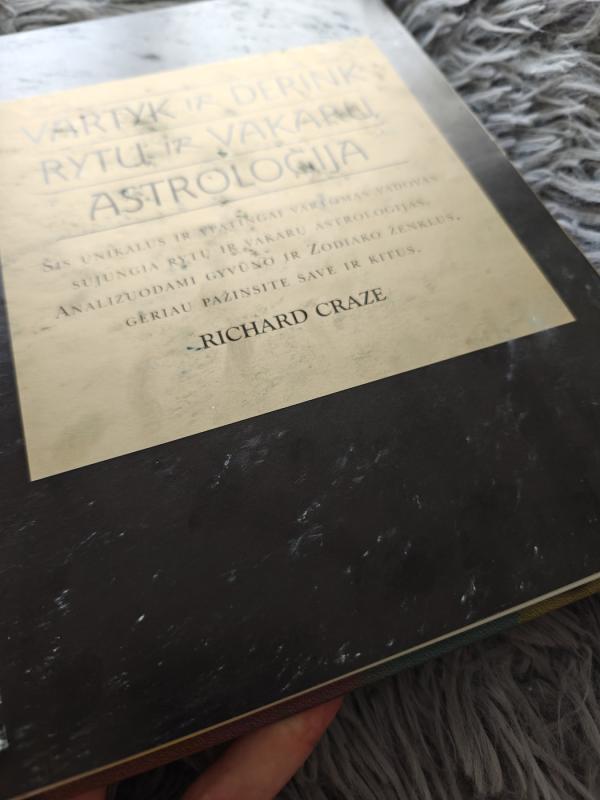 VARTYK IR DERINK
RYTŲ IR VAKARŲ
ASTROLOGIJA
ŠIS UNIKALUS IR YPATINGAI VARTOMAS VADOVAS
SUJUNGIA RYTŲ IR VAKARŲ ASTROLOGIJAS.
ANALIZUODAMI GYVŪNO IR ZODIAKO ŽENKLUS,
GERIAU PAŽINSITE SAVE IR KITUS.
RICHARD CRAZE